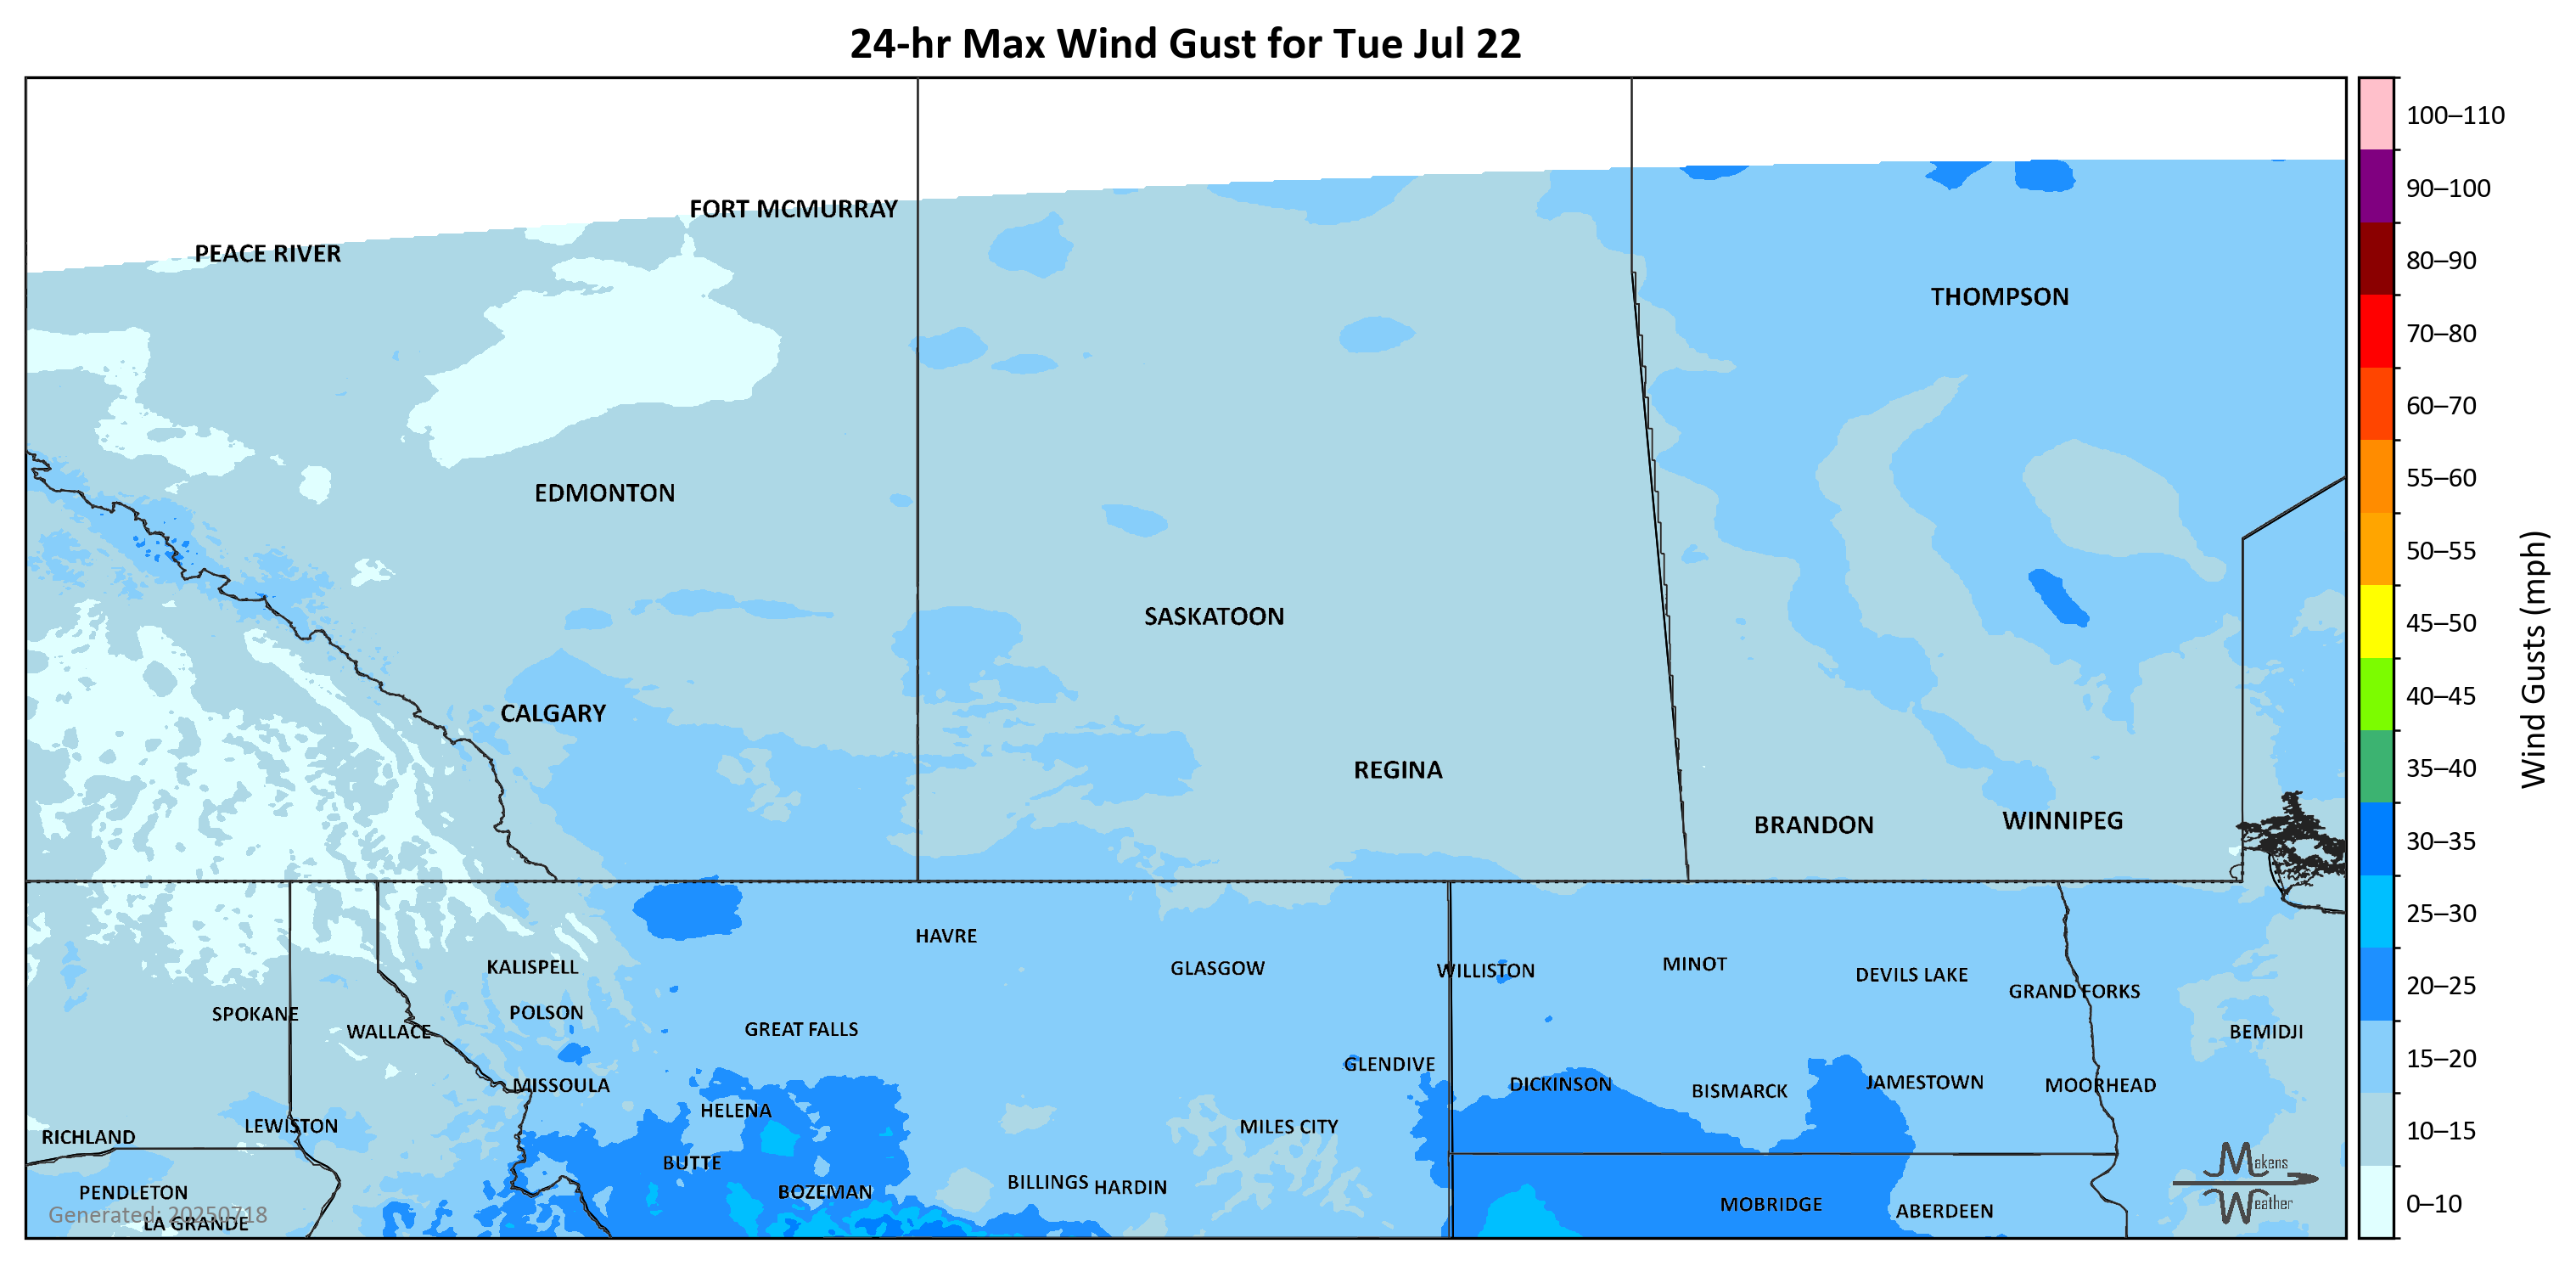 24-hr Max Wind Gust for Tue Jul 22
FORT MCMURRAY
PEACE RIVER
THOMPSON
EDMONTON
SASKATOON
CALGARY
REGINA
BRANDON
WINNIPEG
HAVRE
KALISPELL
GLASGOW
WILLISTON
MINOT
DEVILS LAKE
GRAND FORKS
SPOKANE
POLSON
WALLACE
GREAT FALLS
BEMIDJI
GLENDIVE
MISSOULA
DICKINSON
BISMARCK
JAMESTOWN
MOORHEAD
HELENA
LEWISTON
RICHLAND
MILES CITY
BUTTE
BOZEMAN
BILLINGS
HARDIN
PENDLETON
MOBRIDGE
ABERDEEN
LA GRANDE
Generated: 20250718
Makens
Weather
100–110
90–100
80–90
70–80
60–70
55–60
50–55
45–50
40–45
35–40
30–35
25–30
20–25
15–20
10–15
0–10
Wind Gusts (mph)